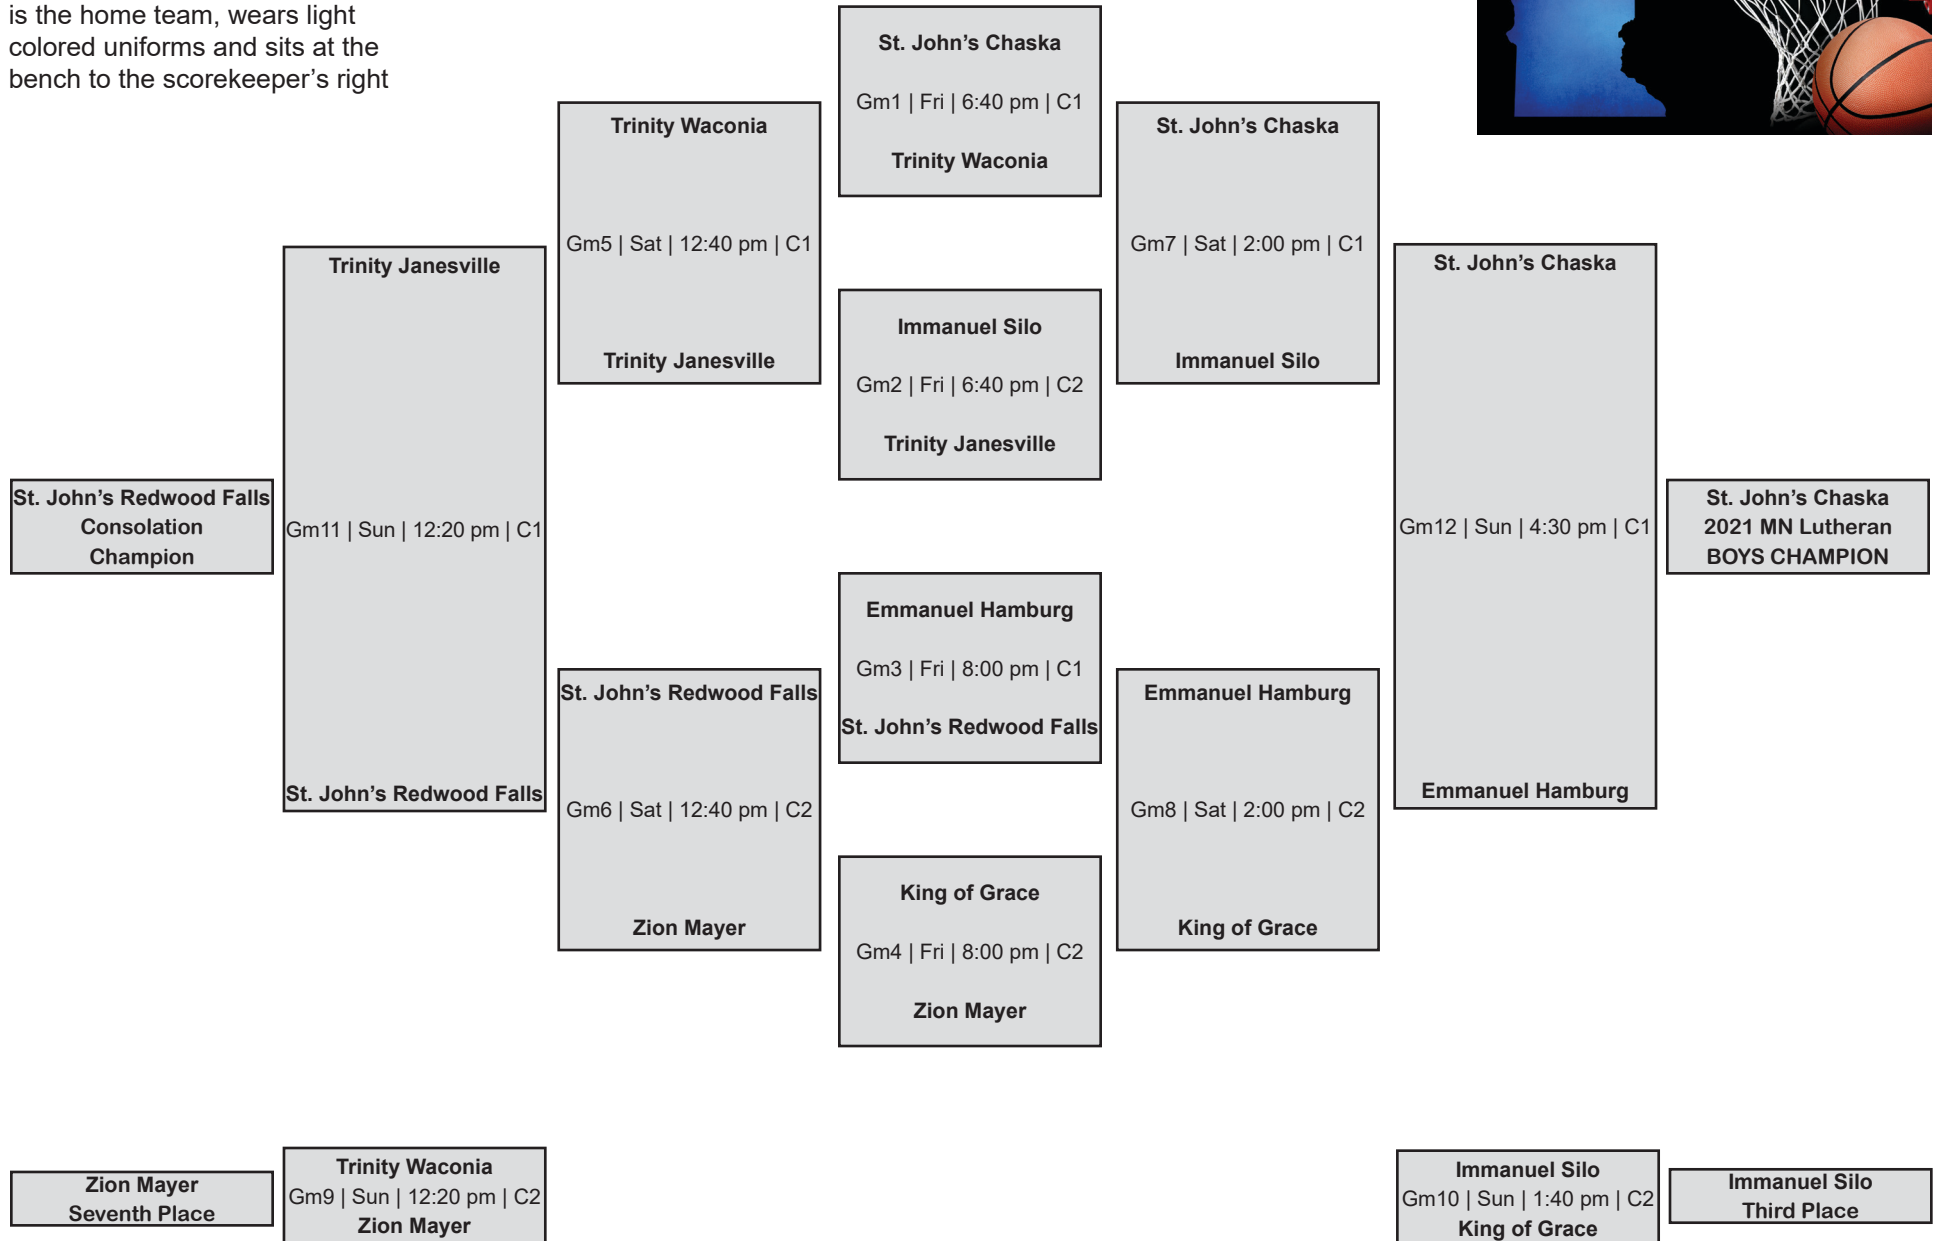 is the home team, wears light
colored uniforms and sits at the
bench to the scorekeeper’s right
St. John’s Chaska
Gm1 | Fri | 6:40 pm | C1
Trinity Waconia
Trinity Waconia
Gm5 | Sat | 12:40 pm | C1
Trinity Janesville
St. John’s Chaska
Gm7 | Sat | 2:00 pm | C1
Immanuel Silo
Trinity Janesville
Gm11 | Sun | 12:20 pm | C1
St. John’s Redwood Falls
Immanuel Silo
Gm2 | Fri | 6:40 pm | C2
Trinity Janesville
St. John’s Chaska
Gm12 | Sun | 4:30 pm | C1
Emmanuel Hamburg
St. John’s Redwood Falls
Consolation
Champion
St. John’s Chaska
2021 MN Lutheran
BOYS CHAMPION
Emmanuel Hamburg
Gm3 | Fri | 8:00 pm | C1
St. John’s Redwood Falls
St. John’s Redwood Falls
Gm6 | Sat | 12:40 pm | C2
Zion Mayer
Emmanuel Hamburg
Gm8 | Sat | 2:00 pm | C2
King of Grace
King of Grace
Gm4 | Fri | 8:00 pm | C2
Zion Mayer
Zion Mayer
Seventh Place
Trinity Waconia
Gm9 | Sun | 12:20 pm | C2
Zion Mayer
Immanuel Silo
Gm10 | Sun | 1:40 pm | C2
King of Grace
Immanuel Silo
Third Place